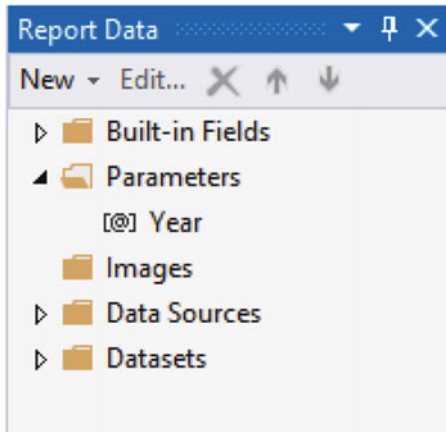 Report Data
New Edit...
Built-in Fields
Parameters
[@] Year
Images
Data Sources
Datasets